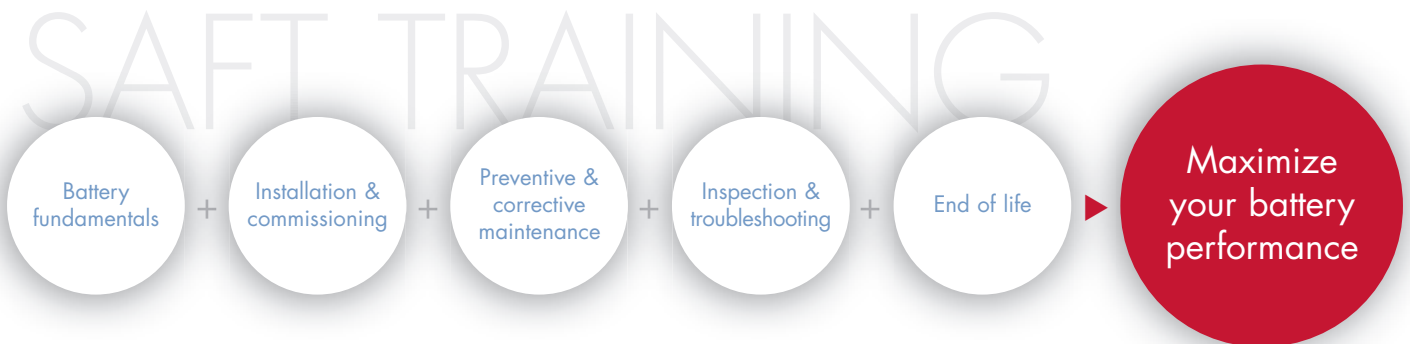 SAFT TRAINING
Battery
fundamentals
+
Installation &
commissioning
+
Preventive &
corrective
maintenance
+
Inspection &
troubleshooting
+
End of life
Maximize
your battery
performance